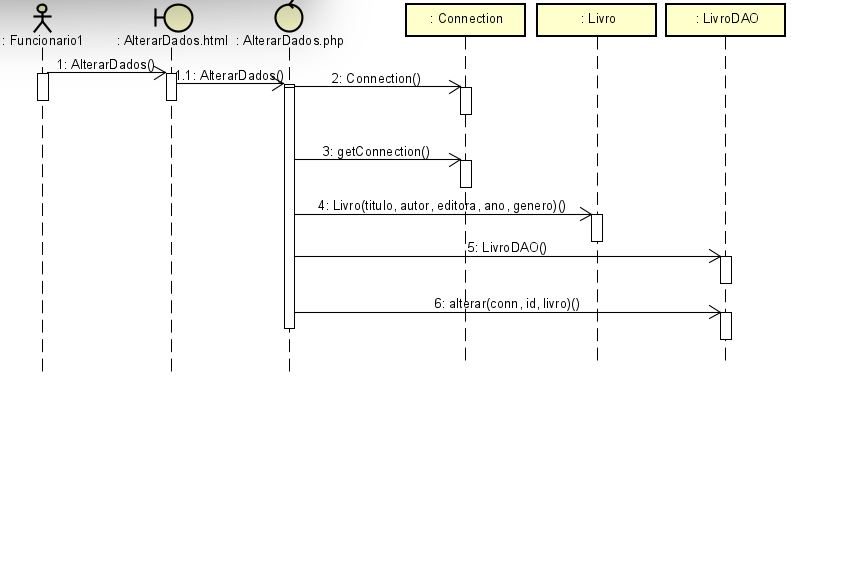 : Connection
: Livro
: LivroDAO
: Funcionario1
: AlterarDados.html
: AlterarDados.php
1: AlterarDados()
1.1: AlterarDados()
2: Connection()
3: getConnection()
4: Livro(titulo, autor, editora, ano, genero)()
5: LivroDAO()
6: alterar(conn, id, livro)()